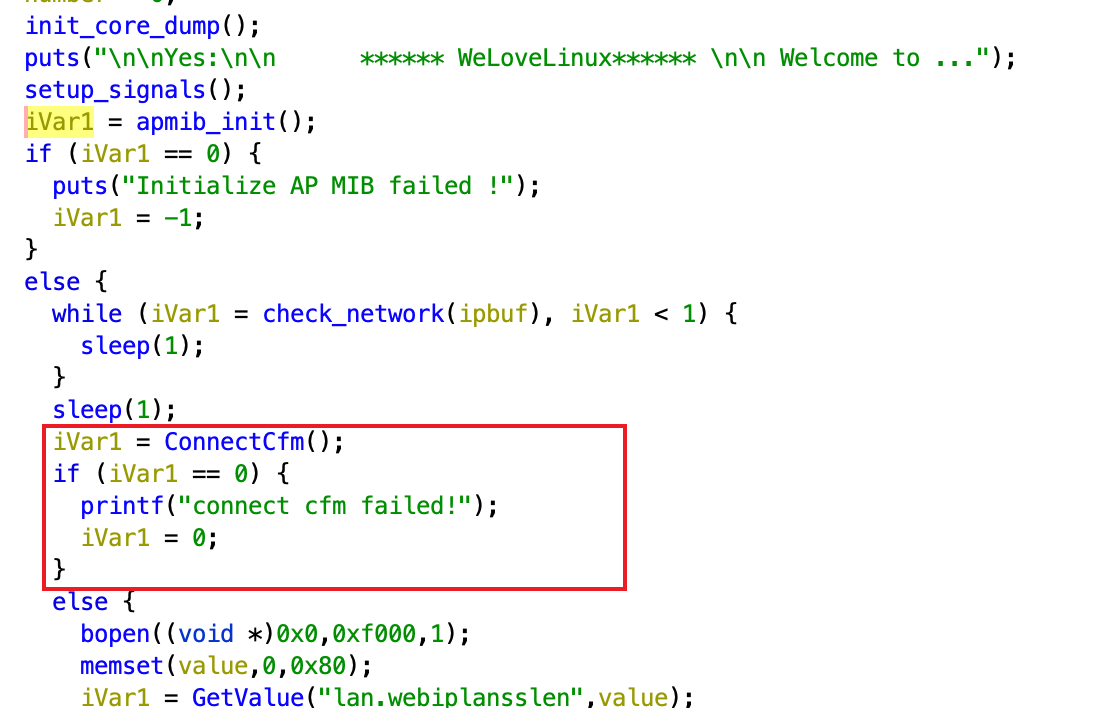 init_core_dump();
puts("\n\nYes:\n\n      ****** WeLoveLinux****** \n\n Welcome to ...");
setup_signals();
iVar1 = apmib_init();
if (iVar1 == 0) {
  puts("Initialize AP MIB failed !");
  iVar1 = -1;
}
else {
  while (iVar1 = check_network(ipbuf), iVar1 < 1) {
    sleep(1);
  }
  sleep(1);
  iVar1 = ConnectCfm();
  if (iVar1 == 0) {
    printf("connect cfm failed!");
    iVar1 = 0;
  }
  else {
    bopen((void *)0x0,0xf000,1);
    memset(value,0,0x80);
    iVar1 = GetValue("lan.webiplansslen",value);